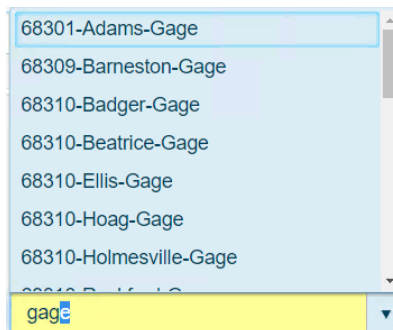 68301-Adams-Gage
68309-Barneston-Gage
68310-Badger-Gage
68310-Beatrice-Gage
68310-Ellis-Gage
68310-Hoag-Gage
68310-Holmesville-Gage
gage